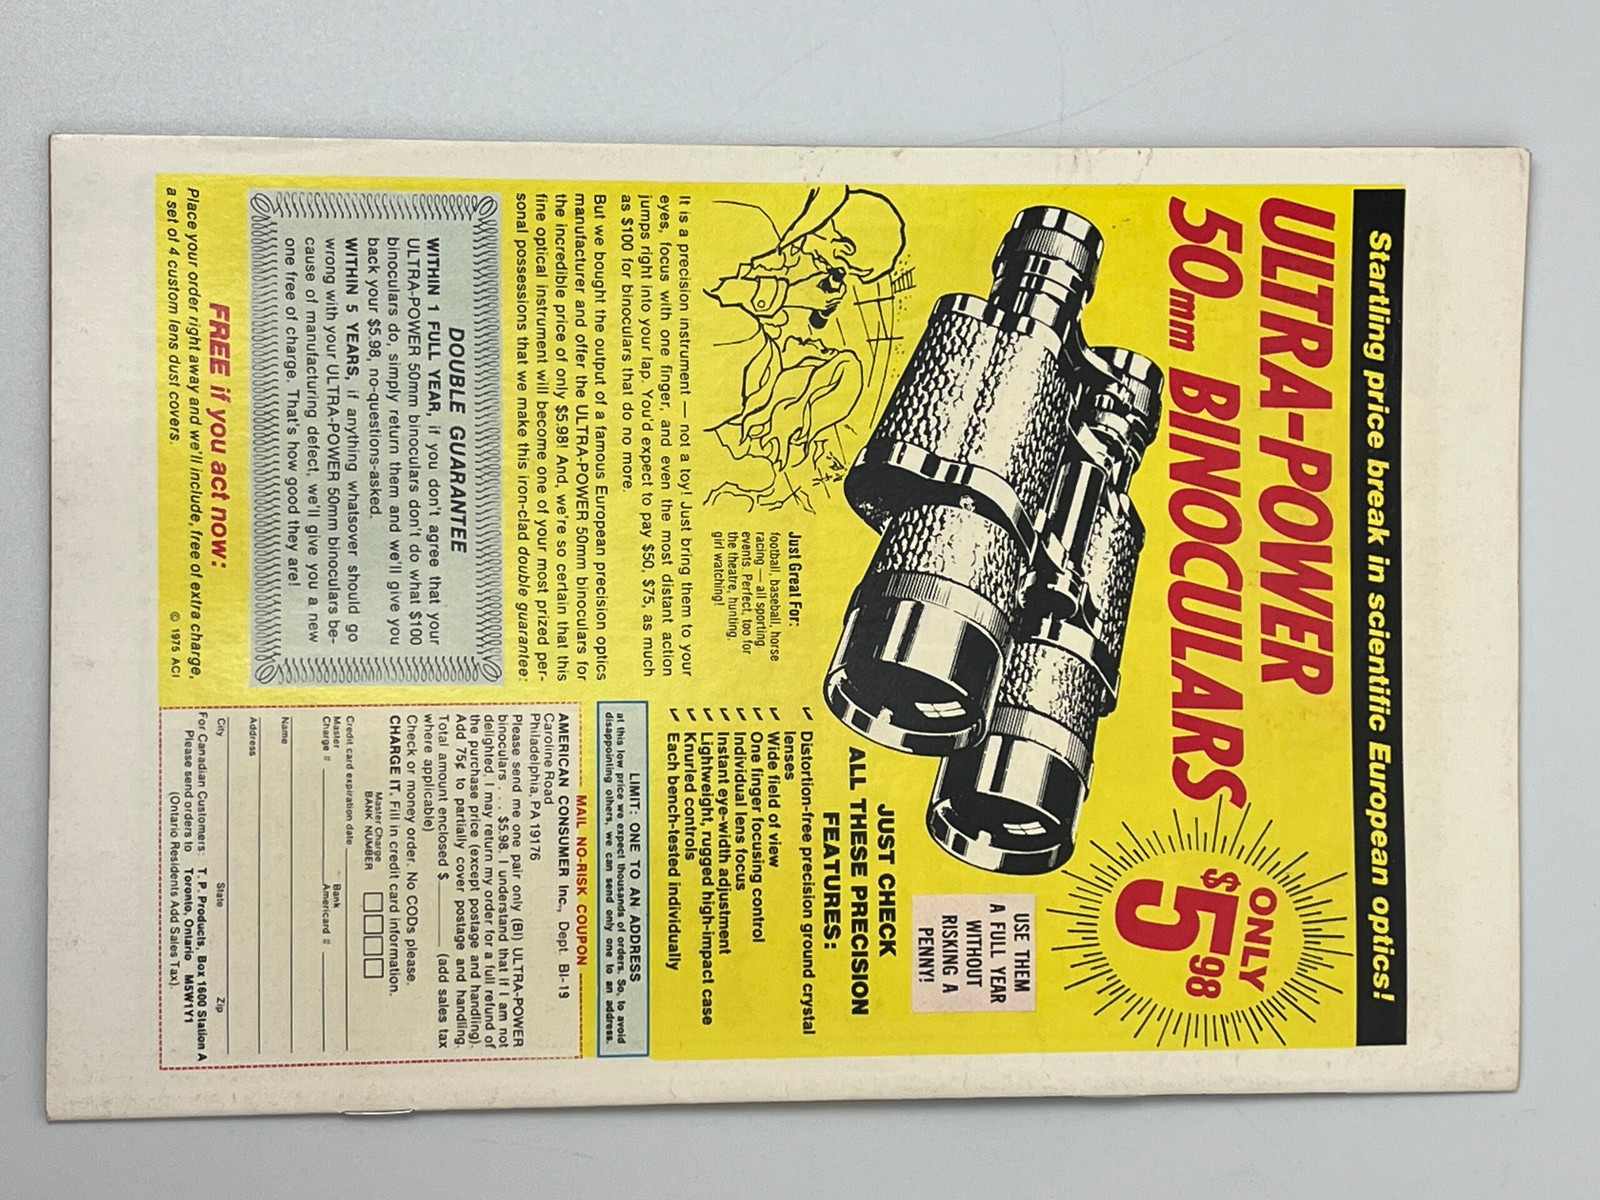 Startling price break in scientific European optics!
ULTRA-POWER
50mm BINOCULARS
ONLY
$5.98
USE THEM
A FULL YEAR
WITHOUT
RISKING A
PENNY!
JUST CHECK
ALL THESE PRECISION
FEATURES:
✓ Distortion-free precision ground crystal
lenses
✓ Wide field of view
✓ One finger focusing control
✓ Individual lens focus
✓ Instant eye-width adjustment
✓ Lightweight, rugged high-impact case
✓ Knurled controls
✓ Each bench-tested individually
Just Great For:
football, baseball, horse
racing — all sporting
events. Perfect, too for
the theatre, hunting,
girl watching!
It is a precision instrument — not a toy! Just bring them to your
eyes, focus with one finger, and even the most distant action
jumps right into your lap. You'd expect to pay $50, $75, as much
as $100 for binoculars that do no more.
But we bought the output of a famous European precision optics
manufacturer and offer the ULTRA-POWER 50mm binoculars for
the incredible price of only $5.98! And, we're so certain that this
fine optical instrument will become one of your most prized per-
sonal possessions that we make this iron-clad double guarantee:
DOUBLE GUARANTEE
WITHIN 1 FULL YEAR, if you don't agree that your
ULTRA-POWER 50mm binoculars don't do what $100
binoculars do, simply return them and we'll give you
back your $5.98, no-questions-asked.
WITHIN 5 YEARS, if anything whatsover should go
wrong with your ULTRA-POWER 50mm binoculars be-
cause of manufacturing defect, we'll give you a new
one free of charge. That's how good they are!
FREE if you act now:
Place your order right away and we'll include, free of extra charge,
a set of 4 custom lens dust covers.
© 1975 ACI
LIMIT: ONE TO AN ADDRESS
at this low price we expect thousands of orders. So, to avoid
disappointing others, we can send only one to an address.
MAIL NO-RISK COUPON
AMERICAN CONSUMER Inc., Dept. BI-19
Caroline Road
Philadelphia, PA 19176
Please send me one pair only (BI) ULTRA-POWER
binoculars . . . $5.98. I understand that if I am not
delighted, I may return my order for a full refund of
the purchase price (except postage and handling).
Add 75¢ to partially cover postage and handling.
Total amount enclosed $ (add sales tax
where applicable)
Check or money order. No CODs please.
CHARGE IT. Fill in credit card information.
Master Charge
BANK NUMBER
Credit card expiration date
Master Charge # Bank Americard #
Name
Address
City State Zip
For Canadian Customers: T. P. Products, Box 1600 Station A
Please send orders to Toronto, Ontario M5W1Y1
(Ontario Residents Add Sales Tax).